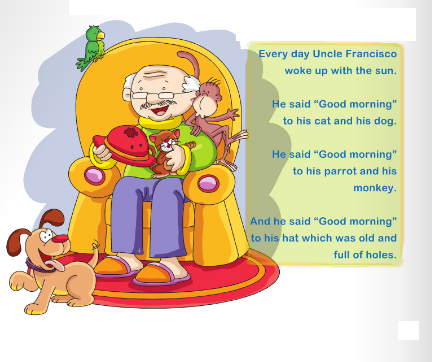 Every day Uncle Francisco
woke up with the sun.
He said “Good morning”
to his cat and his dog.
He said “Good morning”
to his parrot and his
monkey.
And he said “Good morning”
to his hat which was old and
full of holes.